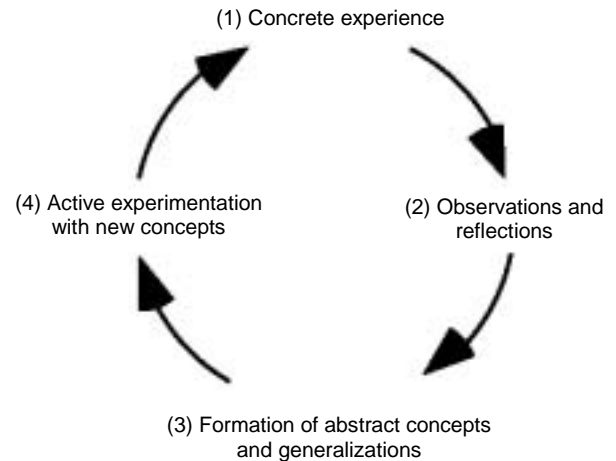 (1) Concrete experience
(2) Observations and
reflections
(3) Formation of abstract concepts
and generalizations
(4) Active experimentation
with new concepts